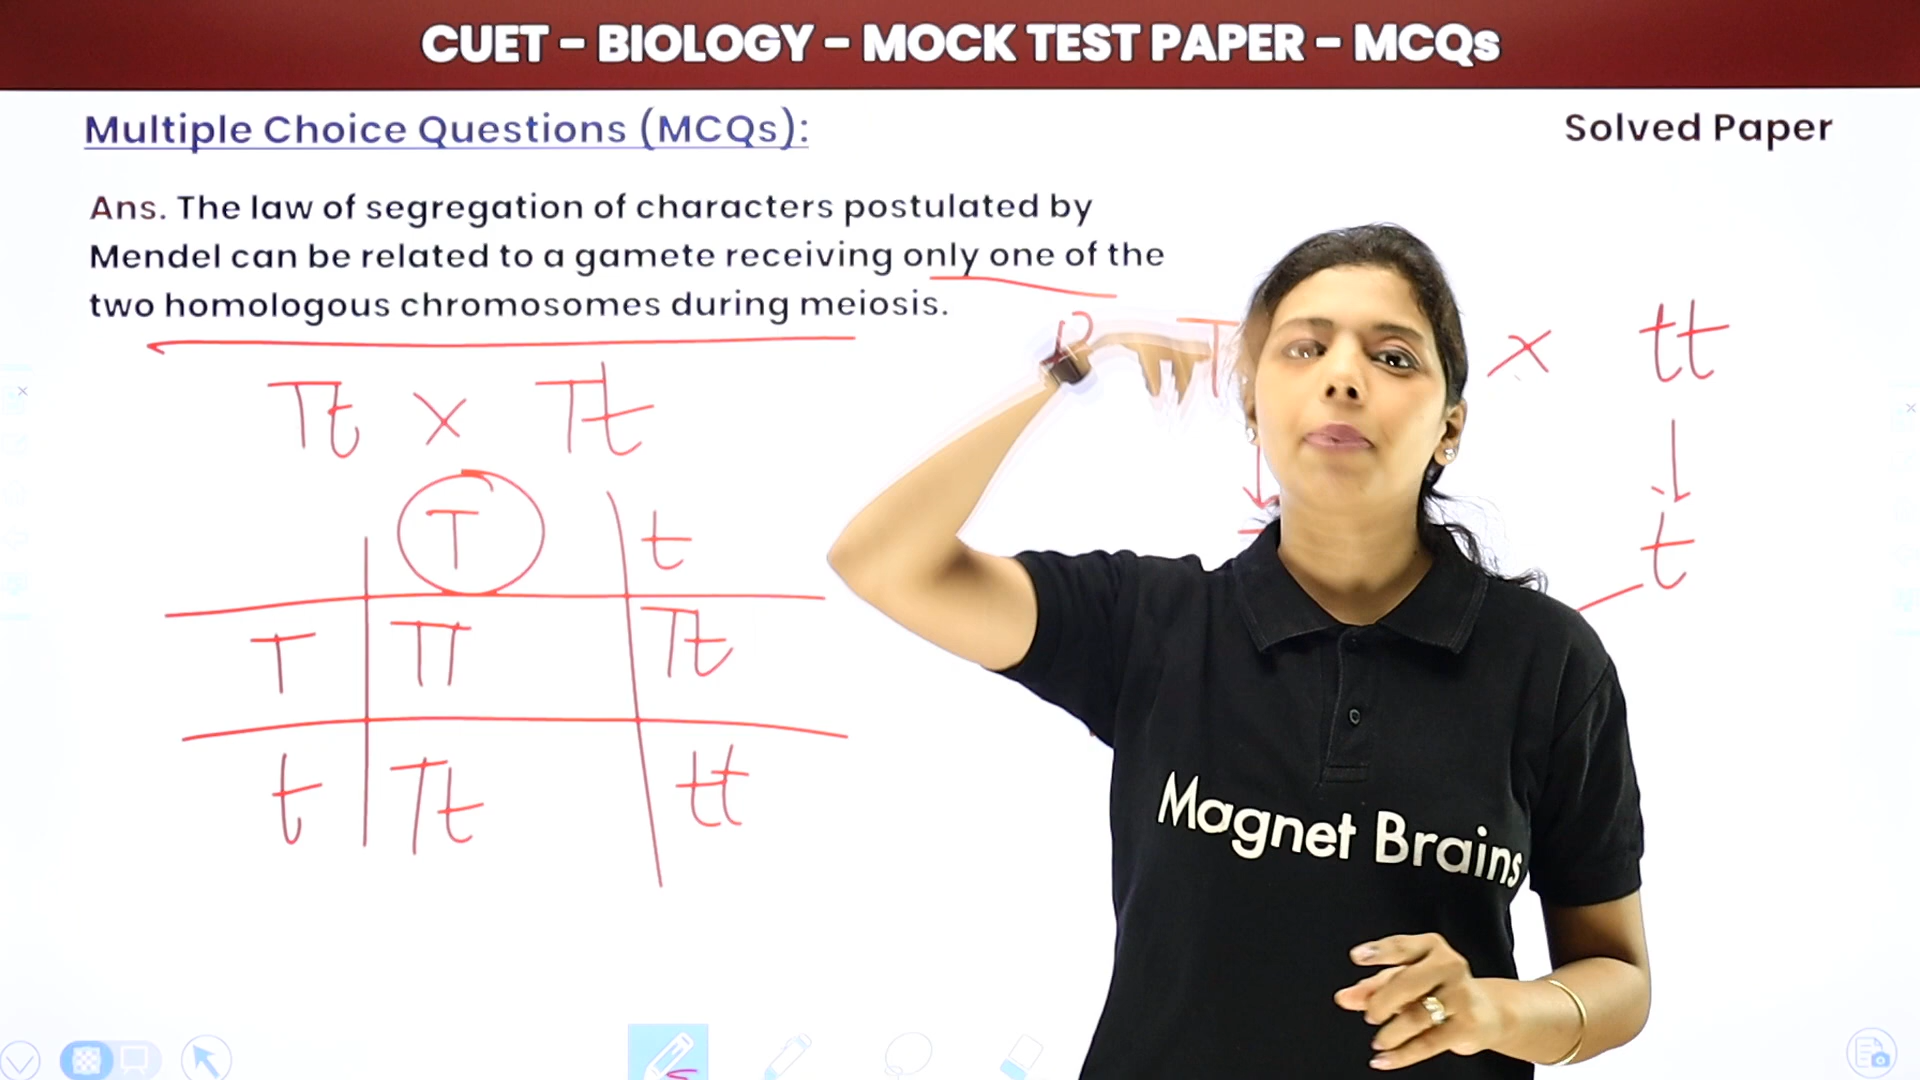 CUET - BIOLOGY - MOCK TEST PAPER - MCQs
Multiple Choice Questions (MCQs):
Solved Paper
Ans. The law of segregation of characters postulated by
Mendel can be related to a gamete receiving only one of the
two homologous chromosomes during meiosis.
P T × tt
Tt × Tt
T t
t
T TT Tt
t Tt tt
Magnet Brains